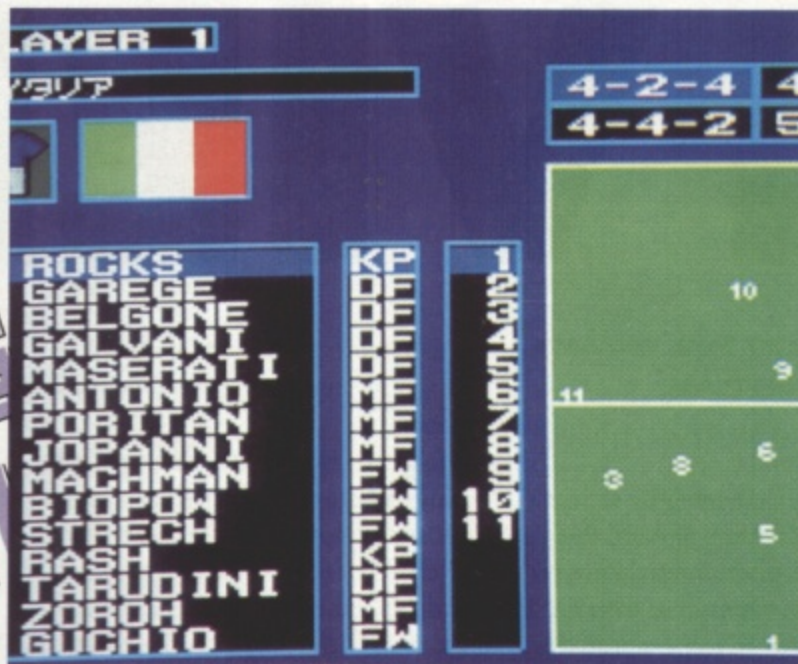 LAYER 1
イタリア
4-2-4 4
4-4-2 5
ROCKS KP 1
GAREGE DF 2
BELGONE DF 3
GALVANI DF 4
MASERATI DF 5
ANTONIO MF 6
PORITAN MF 7
JOPANNI MF 8
MACHMAN FW 9
BIOPOW FW 10
STRECH FW 11
RASH KP
TARUDINI DF
ZOROH MF
GUCHIO FW
10
9
11
6
8
3
5
1